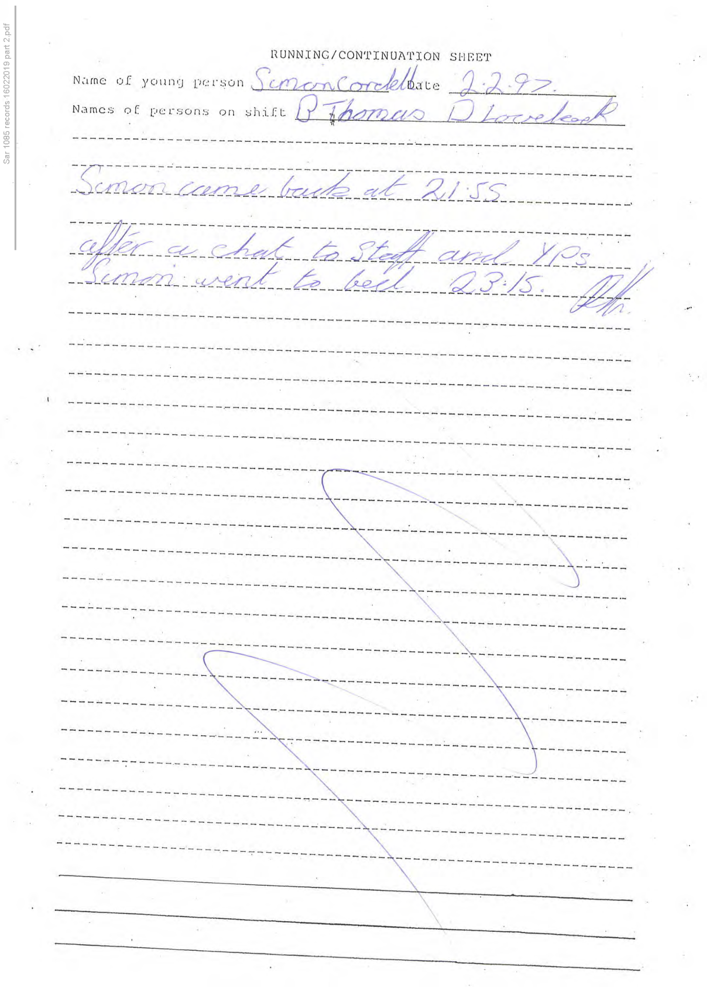 Sar 1085 records 16022019 part 2.pdf
RUNNING/CONTINUATION SHEET
Name of young person Simon Cordell Date 2.2.97.
Names of persons on shift B Thomas D Lovelock
Simon came back at 21.55
after a chat to Staff and YPs
Simon went to bed 23:15.